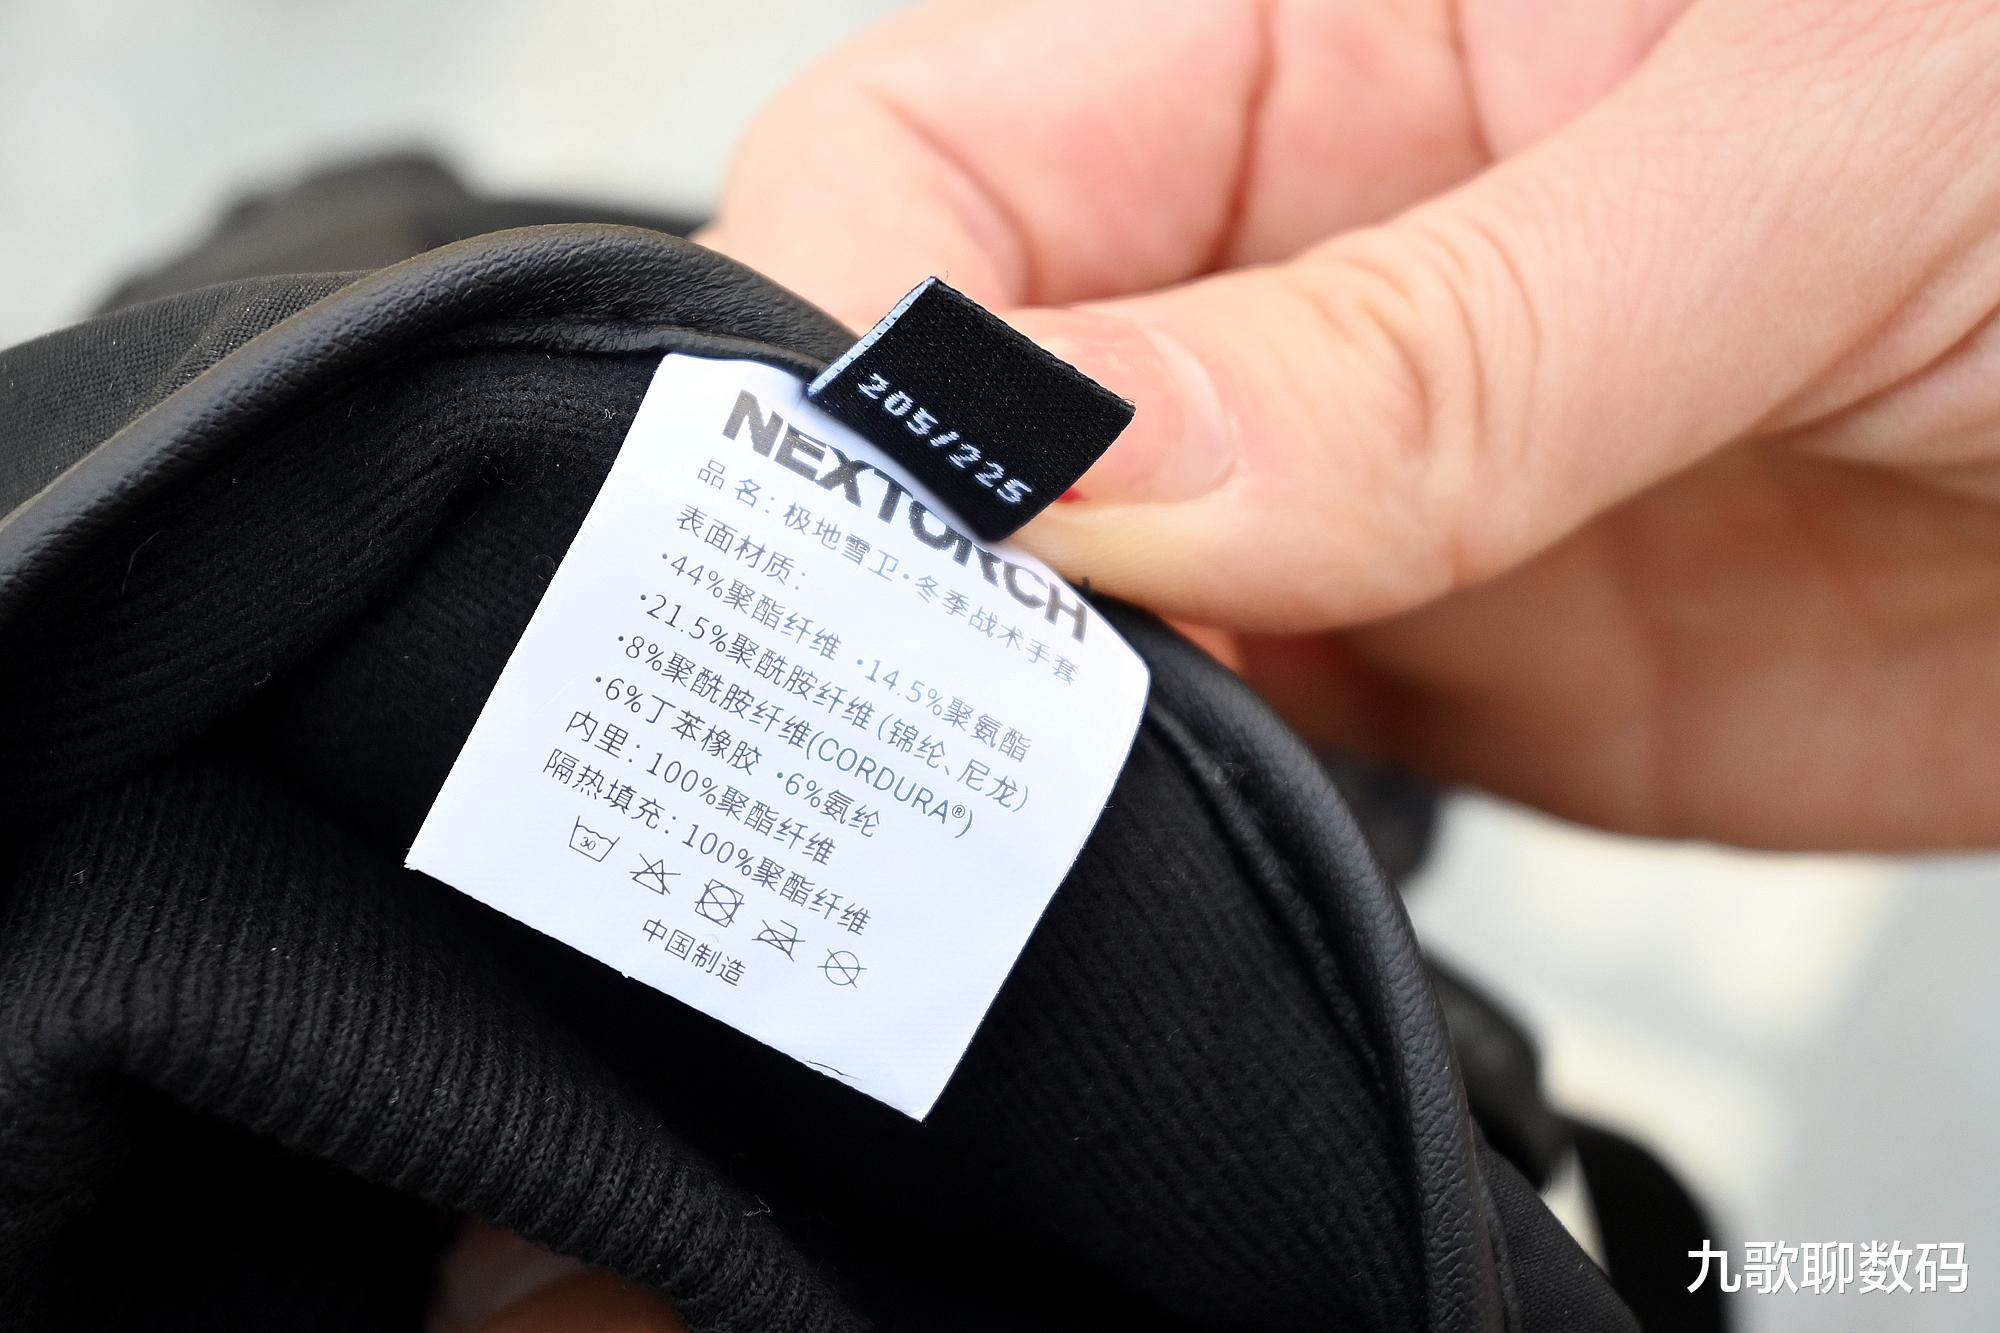 205/225
NEXTORCH
品名：极地雪卫·冬季战术手套
表面材质：
·44%聚酯纤维 ·14.5%聚氨酯
·21.5%聚酰胺纤维（锦纶、尼龙）
·8%聚酰胺纤维(CORDURA®)
·6%丁苯橡胶 ·6%氨纶
内里：100%聚酯纤维
隔热填充：100%聚酯纤维
30°
中国制造
九歌聊数码